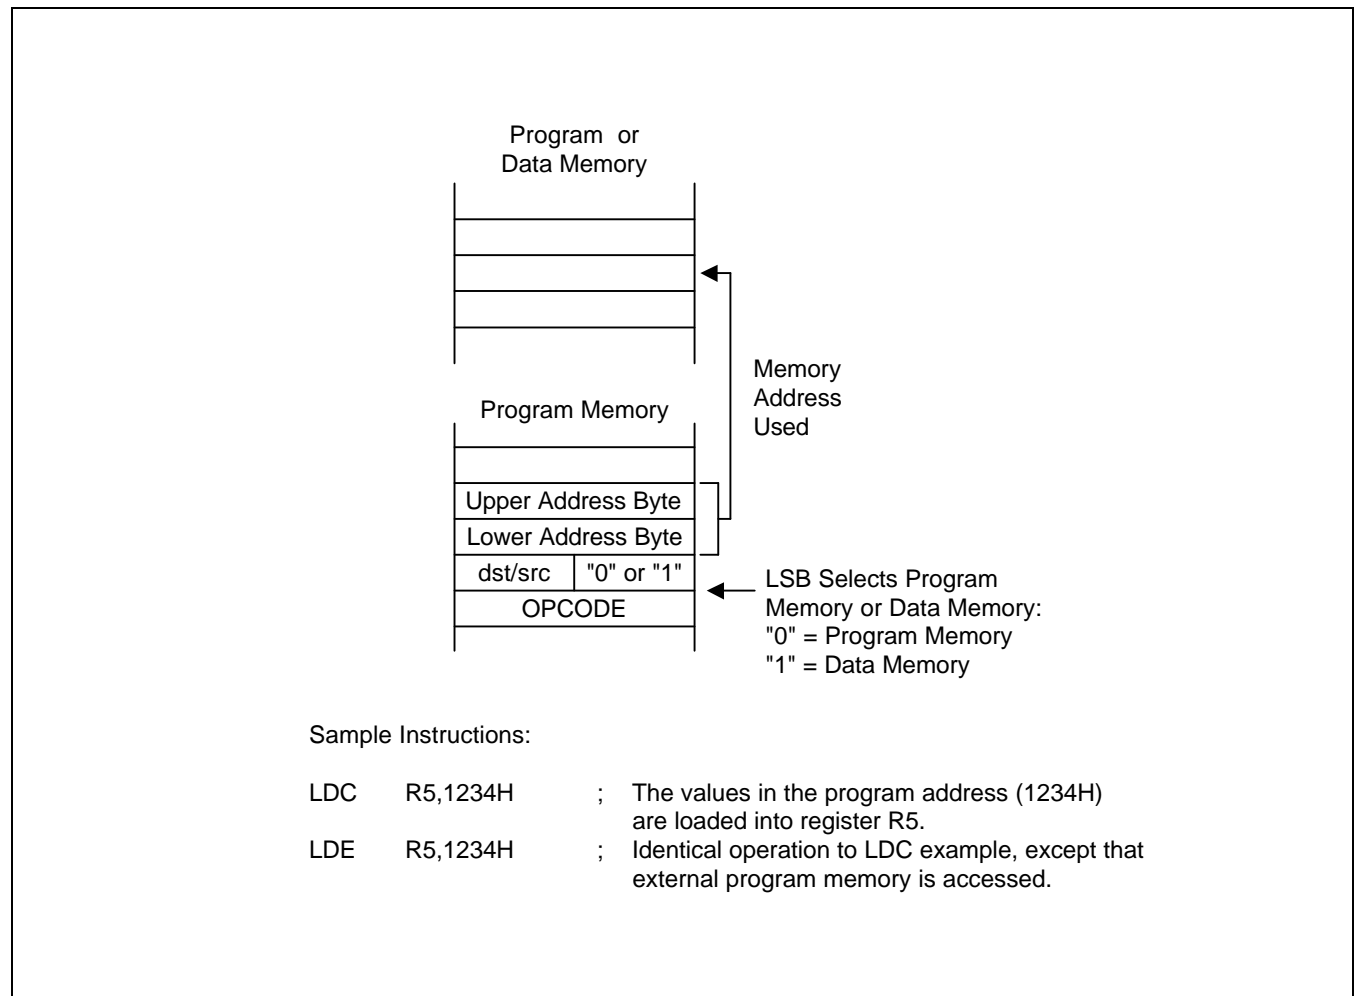 Program or
Data Memory
Memory
Address
Used
Program Memory
Upper Address Byte
Lower Address Byte
dst/src "0" or "1"
OPCODE
LSB Selects Program
Memory or Data Memory:
"0" = Program Memory
"1" = Data Memory
Sample Instructions:
LDC R5,1234H ; The values in the program address (1234H)
are loaded into register R5.
LDE R5,1234H ; Identical operation to LDC example, except that
external program memory is accessed.